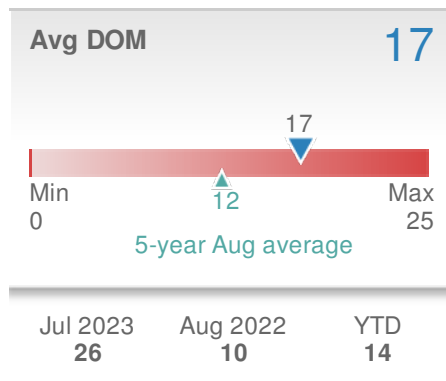 Avg DOM 17
17
Min Max
12
0 25
5-year Aug average
Jul 2023 Aug 2022 YTD
26 10 14